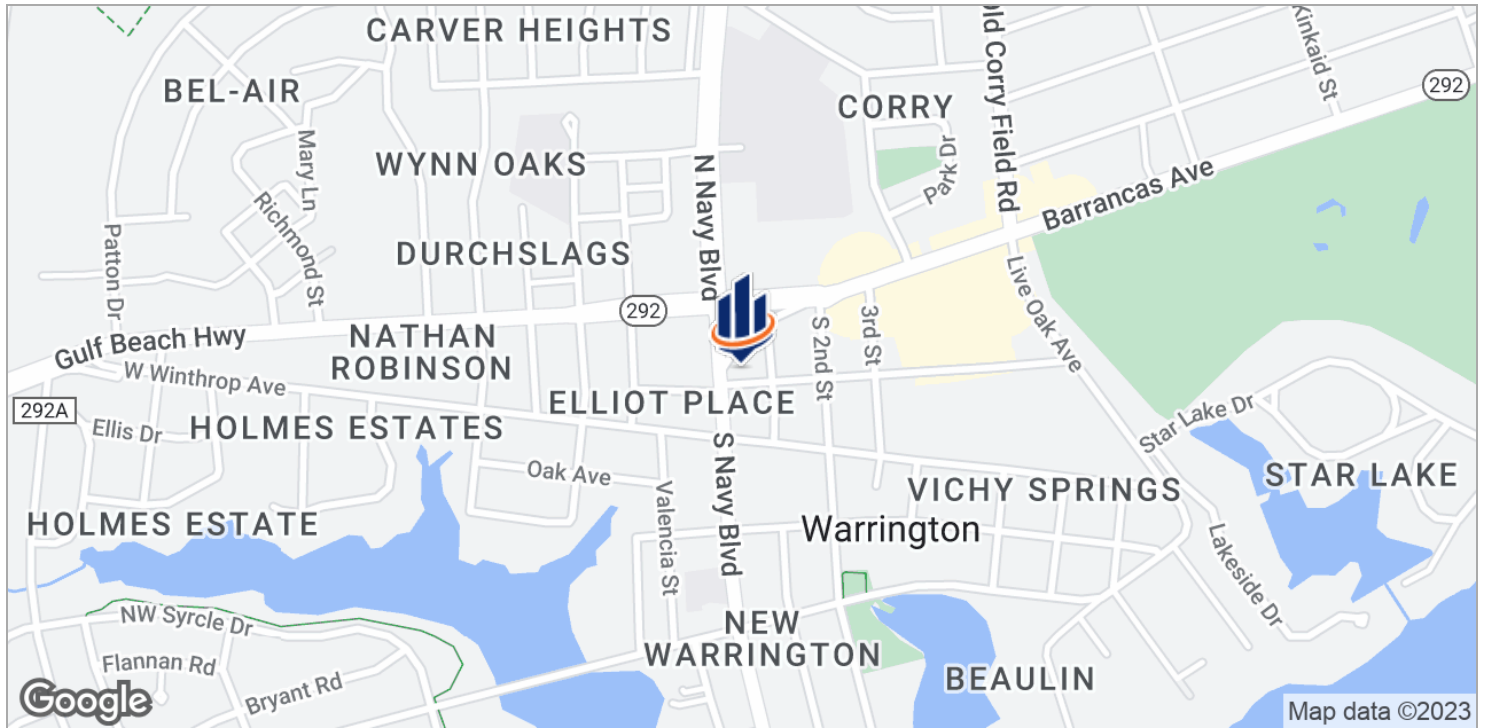 CARVER HEIGHTS
BEL-AIR
CORRY
Old Corry Field Rd
Kinkaid St
292
Mary Ln
WYNN OAKS
N Navy Blvd
Park Dr
Barrancas Ave
Richmond St
Patton Dr
DURCHSLAGS
292
Live Oak Ave
Gulf Beach Hwy
NATHAN
ROBINSON
S 2nd St
3rd St
W Winthrop Ave
292A
ELLIOT PLACE
Star Lake Dr
Ellis Dr
HOLMES ESTATES
S Navy Blvd
Oak Ave
STAR LAKE
VICHY SPRINGS
Valencia St
HOLMES ESTATE
Warrington
Lakeside Dr
NW Syrcle Dr
NEW
WARRINGTON
Flannan Rd
BEAULIN
Bryant Rd
Google
Map data ©2023